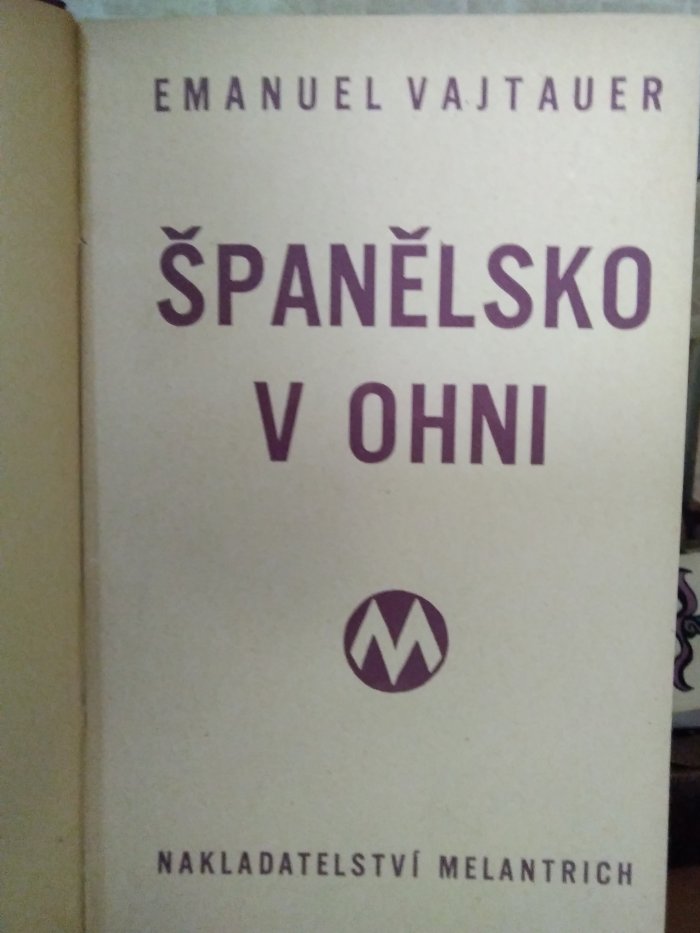 EMANUEL VAJTAUER
ŠPANĚLSKO
V OHNI
M
NAKLADATELSTVÍ MELANTRICH